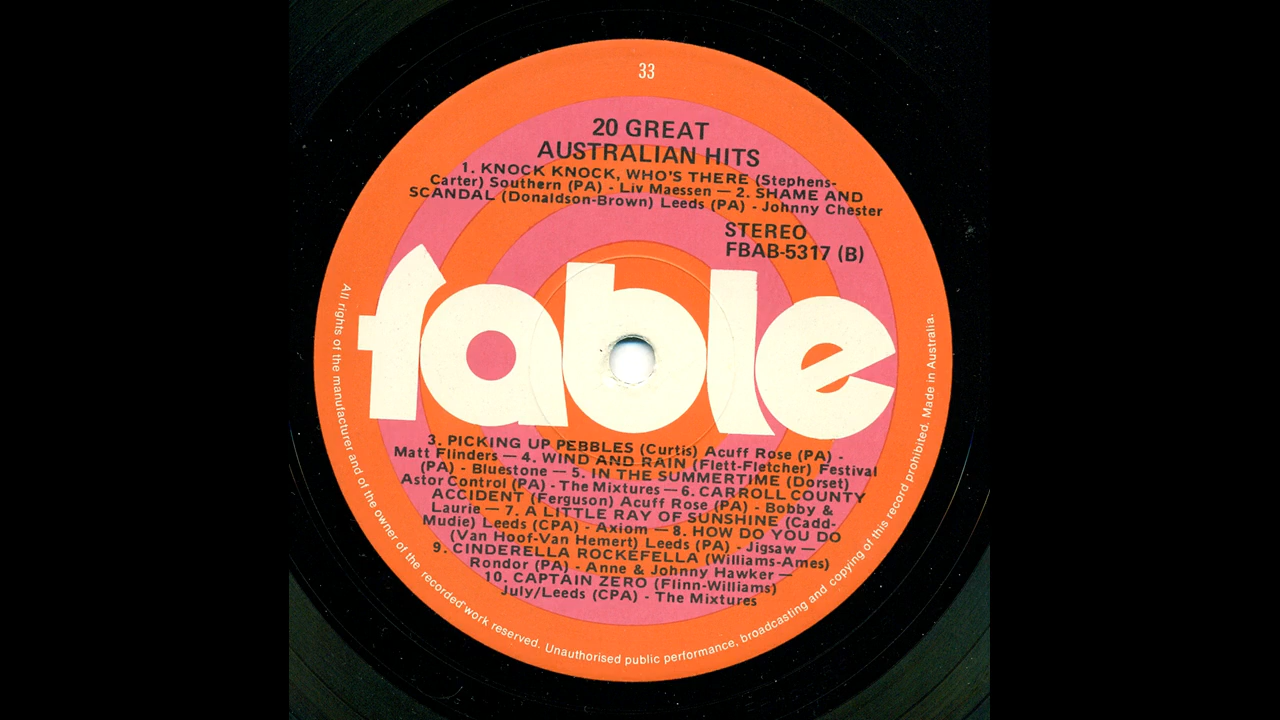 33
20 GREAT
AUSTRALIAN HITS
1. KNOCK KNOCK, WHO'S THERE (Stephens-
Carter) Southern (PA) - Liv Maessen — 2. SHAME AND
SCANDAL (Donaldson-Brown) Leeds (PA) - Johnny Chester
STEREO
FBAB-5317 (B)
fable
3. PICKING UP PEBBLES (Curtis) Acuff Rose (PA) -
Matt Flinders — 4. WIND AND RAIN (Flett-Fletcher) Festival
(PA) - Bluestone — 5. IN THE SUMMERTIME (Dorset)
Astor Control (PA) - The Mixtures — 6. CARROLL COUNTY
ACCIDENT (Ferguson) Acuff Rose (PA) - Bobby &
Laurie — 7. A LITTLE RAY OF SUNSHINE (Cadd-
Mudie) Leeds (CPA) - Axiom — 8. HOW DO YOU DO
(Van Hoof-Van Hemert) Leeds (PA) - Jigsaw —
9. CINDERELLA ROCKEFELLA (Williams-Ames)
Rondor (PA) - Anne & Johnny Hawker —
10. CAPTAIN ZERO (Flinn-Williams)
July/Leeds (CPA) - The Mixtures
All rights of the manufacturer and of the owner of the recorded work reserved. Unauthorised public performance, broadcasting and copying of this record prohibited. Made in Australia.